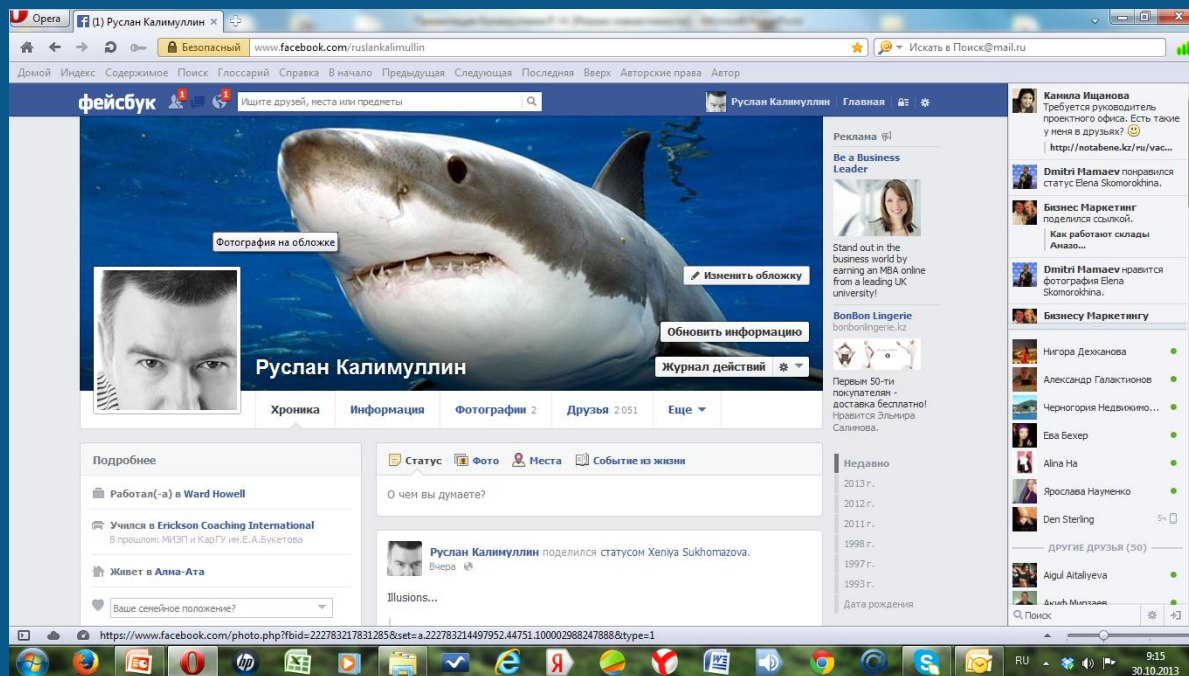 Opera
(1) Руслан Калимуллин
Безопасный
www.facebook.com/ruslankalimullin
Искать в Поиск@mail.ru
Домой Индекс Содержимое Поиск Глоссарий Справка В начало Предыдущая Следующая Последняя Вверх Авторские права Автор
фейсбук
1
1
Ищите друзей, места или предметы
Руслан Калимуллин
Главная
Фотография на обложке
Изменить обложку
Обновить информацию
Журнал действий
Руслан Калимуллин
Хроника
Информация
Фотографии 2
Друзья 2 051
Еще
Подробнее
Работал(-а) в Ward Howell
Учился в Erickson Coaching International
В прошлом: МИЭП и КарГУ им.Е.А.Букетова
Живет в Алма-Ата
Ваше семейное положение?
Статус
Фото
Места
Событие из жизни
О чем вы думаете?
Руслан Калимуллин поделился статусом Xeniya Sukhomazova.
Вчера
Illusions...
Реклама
Be a Business
Leader
Stand out in the
business world by
earning an MBA online
from a leading UK
university!
BonBon Lingerie
bonbonlingerie.kz
Первым 50-ти
покупателям -
доставка бесплатно!
Нравится Эльмира
Салимова.
Недавно
2013 г.
2012 г.
2011 г.
1998 г.
1997 г.
1993 г.
Дата рождения
Камила Ищанова
Требуется руководитель
проектного офиса. Есть такие
у меня в друзьях?
http://notabene.kz/ru/vac...
Dmitri Mamaev понравился
статус Elena Skomorokhina.
Бизнес Маркетинг
поделился ссылкой.
Как работают склады
Амазо...
Dmitri Mamaev нравится
фотография Elena
Skomorokhina.
Бизнесу Маркетингу
Нигора Дехканова
Александр Галактионов
Черногория Недвижимо...
Ева Бехер
Alina Ha
Ярослава Науменко
Den Sterling
5ч
ДРУГИЕ ДРУЗЬЯ (50)
Aigul Aitaliyeva
Акиф Мирзаев
Поиск
https://www.facebook.com/photo.php?fbid=222783217831285&set=a.222783214497952.44751.100002988247888&type=1
RU
9:15
30.10.2013